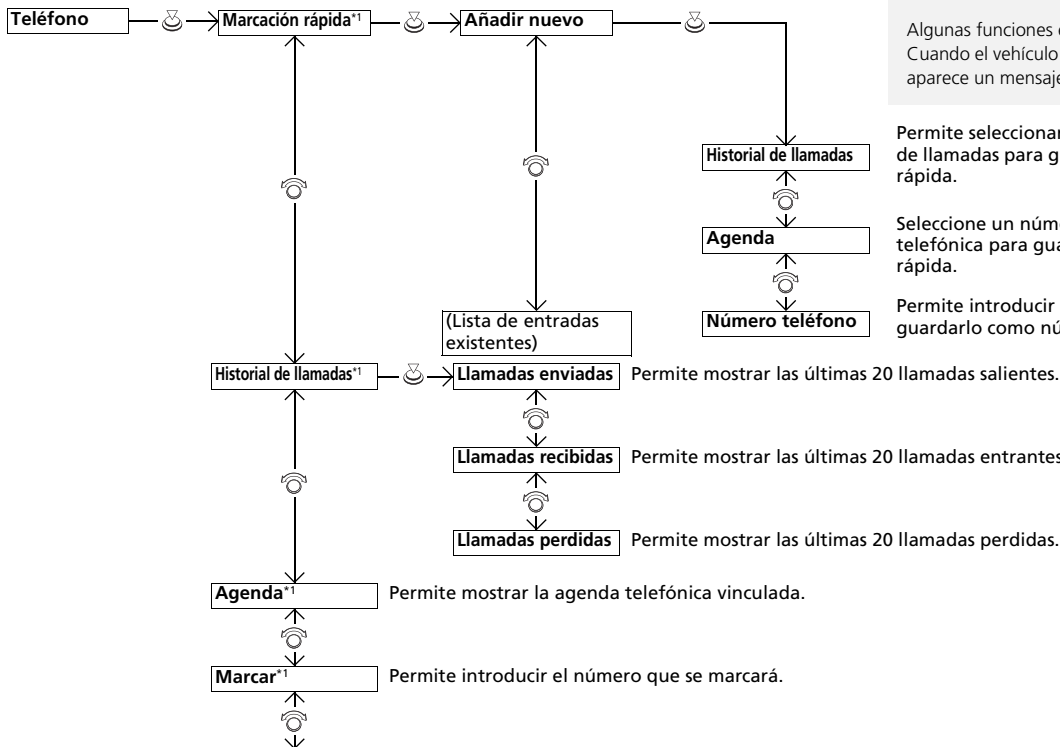 Teléfono
Marcación rápida*1
Añadir nuevo
Algunas funciones
Cuando el vehículo
aparece un mensaje
Historial de llamadas
Permite seleccionar
de llamadas para
rápida.
Agenda
Seleccione un
telefónica para
rápida.
Número teléfono
Permite introducir
guardarlo como
(Lista de entradas
existentes)
Historial de llamadas*1
Llamadas enviadas
Permite mostrar las últimas 20 llamadas salientes.
Llamadas recibidas
Permite mostrar las últimas 20 llamadas entrantes
Llamadas perdidas
Permite mostrar las últimas 20 llamadas perdidas.
Agenda*1
Permite mostrar la agenda telefónica vinculada.
Marcar*1
Permite introducir el número que se marcará.